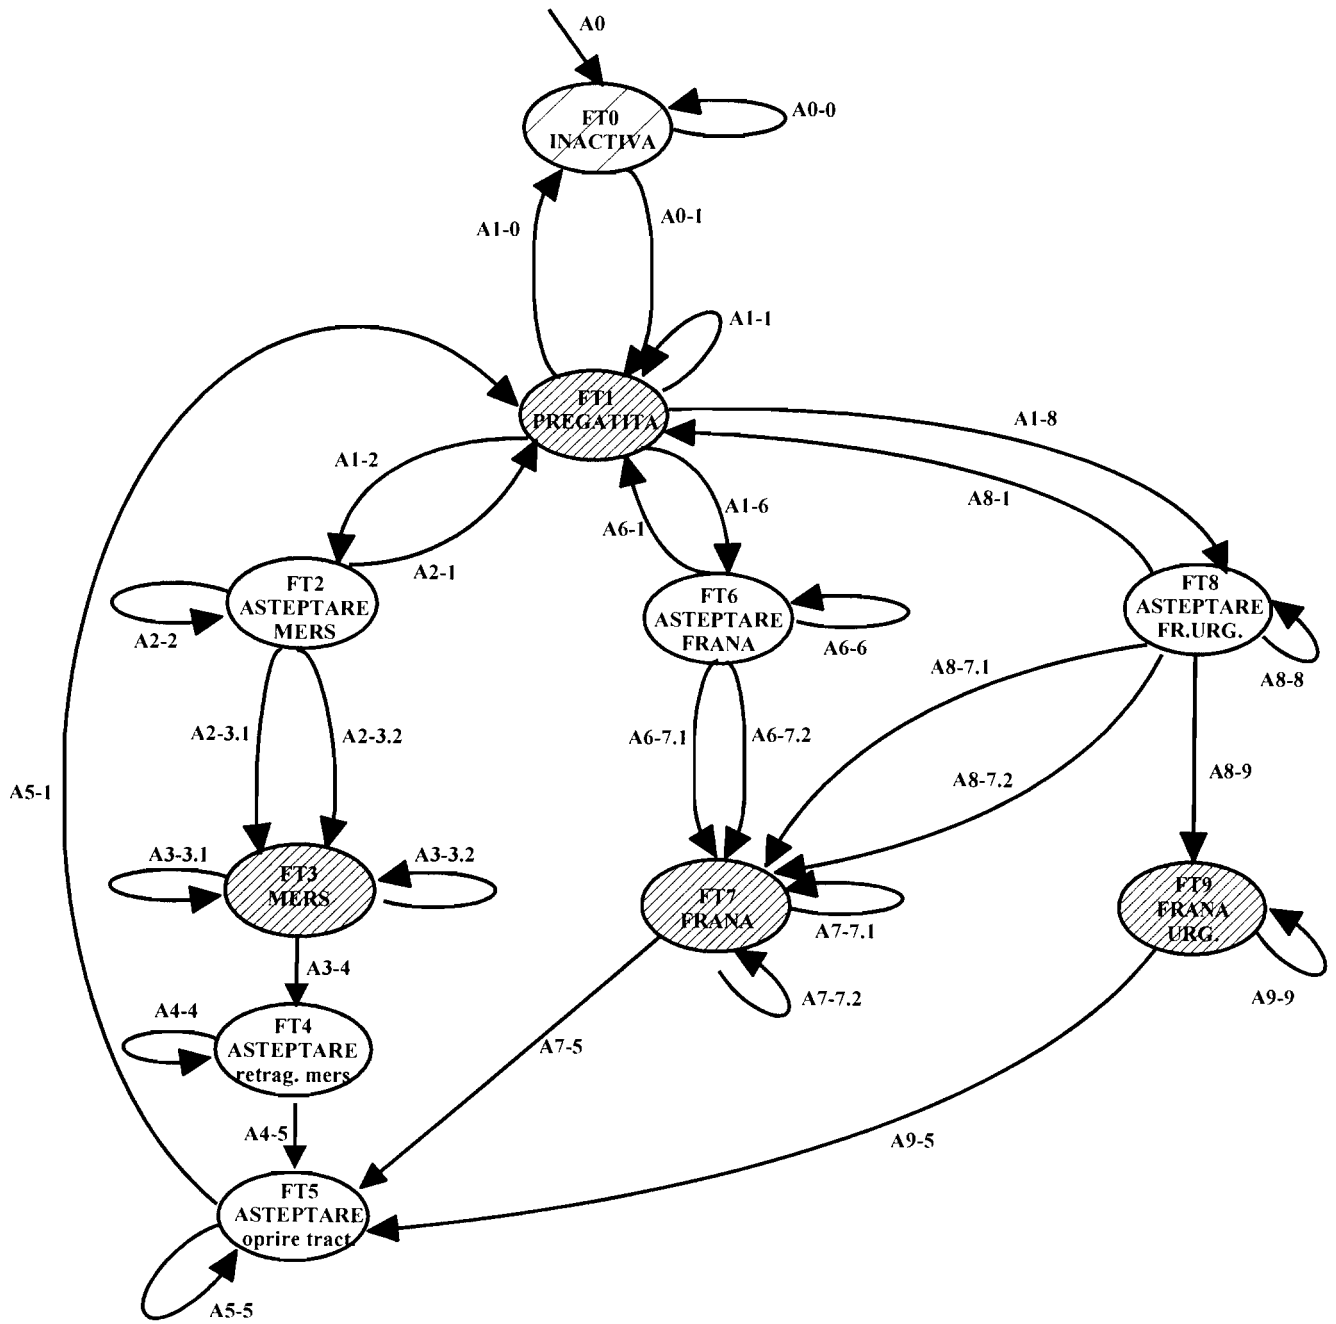 A0
FT0
INACTIVA
A0-0
A1-0
A0-1
A1-1
FT1
PREGATITA
A1-8
A1-2
A8-1
A1-6
A6-1
A2-1
FT2
ASTEPTARE
MERS
FT6
ASTEPTARE
FRANA
FT8
ASTEPTARE
FR.URG.
A2-2
A6-6
A8-8
A8-7.1
A2-3.1
A2-3.2
A6-7.1
A6-7.2
A8-7.2
A8-9
A5-1
A3-3.1
A3-3.2
FT3
MERS
FT7
FRANA
FT9
FRANA
URG.
A7-7.1
A3-4
A7-7.2
A9-9
A4-4
FT4
ASTEPTARE
retrag. mers
A7-5
A4-5
A9-5
FT5
ASTEPTARE
oprire tract.
A5-5